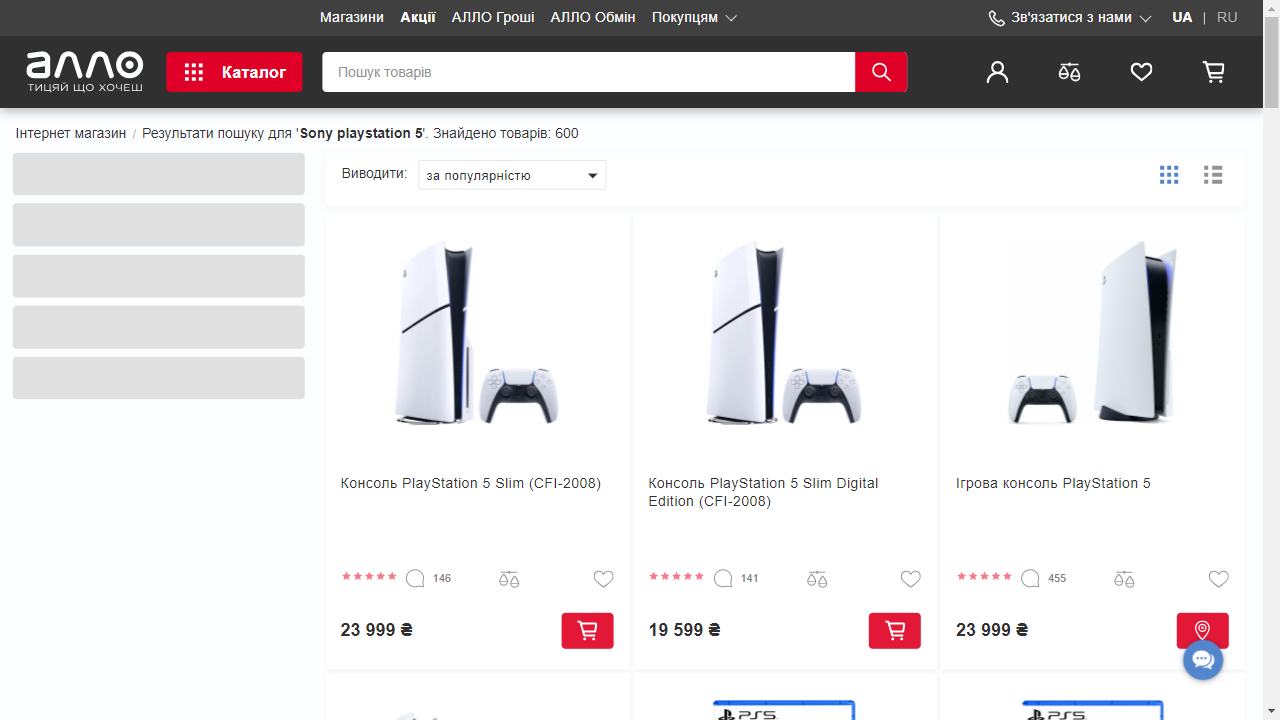 Магазини Акції АЛЛО Гроші АЛЛО Обмін Покупцям Зв'язатися з нами UA | RU
алло
ТИЦЯЙ ЩО ХОЧЕШ
Каталог
Пошук товарів
Інтернет магазин / Результати пошуку для 'Sony playstation 5'. Знайдено товарів: 600
Виводити: за популярністю
Консоль PlayStation 5 Slim (CFI-2008)
146
23 999 ₴
Консоль PlayStation 5 Slim Digital
Edition (CFI-2008)
141
19 599 ₴
Ігрова консоль PlayStation 5
455
23 999 ₴
PS5
PS5